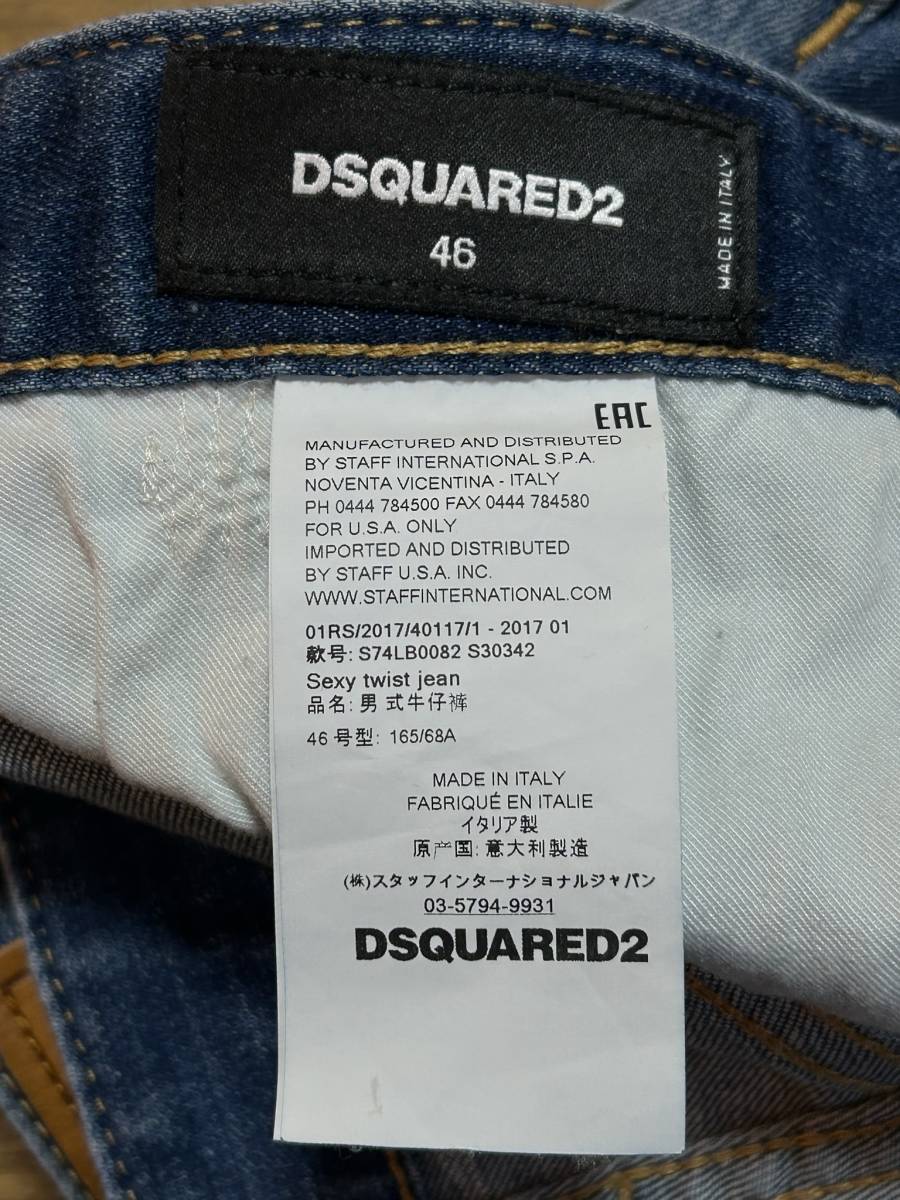 DSQUARED2
46
MADE IN ITALY
EAC
MANUFACTURED AND DISTRIBUTED
BY STAFF INTERNATIONAL S.P.A.
NOVENTA VICENTINA - ITALY
PH 0444 784500 FAX 0444 784580
FOR U.S.A. ONLY
IMPORTED AND DISTRIBUTED
BY STAFF U.S.A. INC.
WWW.STAFFINTERNATIONAL.COM
01RS/2017/40117/1 - 2017 01
款号: S74LB0082 S30342
Sexy twist jean
品名: 男 式牛仔裤
46 号型: 165/68A
MADE IN ITALY
FABRIQUÉ EN ITALIE
イタリア製
原产国: 意大利製造
(株)スタッフインターナショナルジャパン
03-5794-9931
DSQUARED2